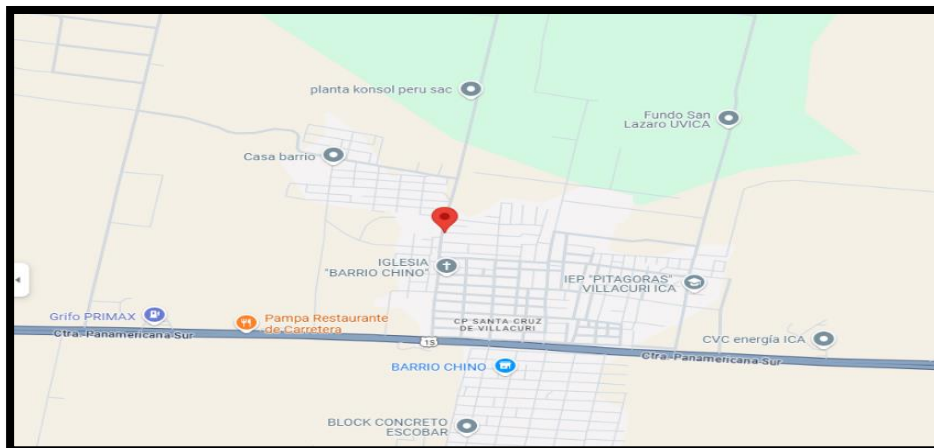 planta konsol peru sac
Fundo San
Lazaro UVICA
Casa barrio
IGLESIA
"BARRIO CHINO"
IEP "PITAGORAS"
VILLACURI ICA
Grifo PRIMAX
Pampa Restaurante
de Carretera
CP SANTA CRUZ
DE VILLACURI
Ctra. Panamericana Sur
1S
CVC energía ICA
Ctra. Panamericana Sur
BARRIO CHINO
BLOCK CONCRETO
ESCOBAR